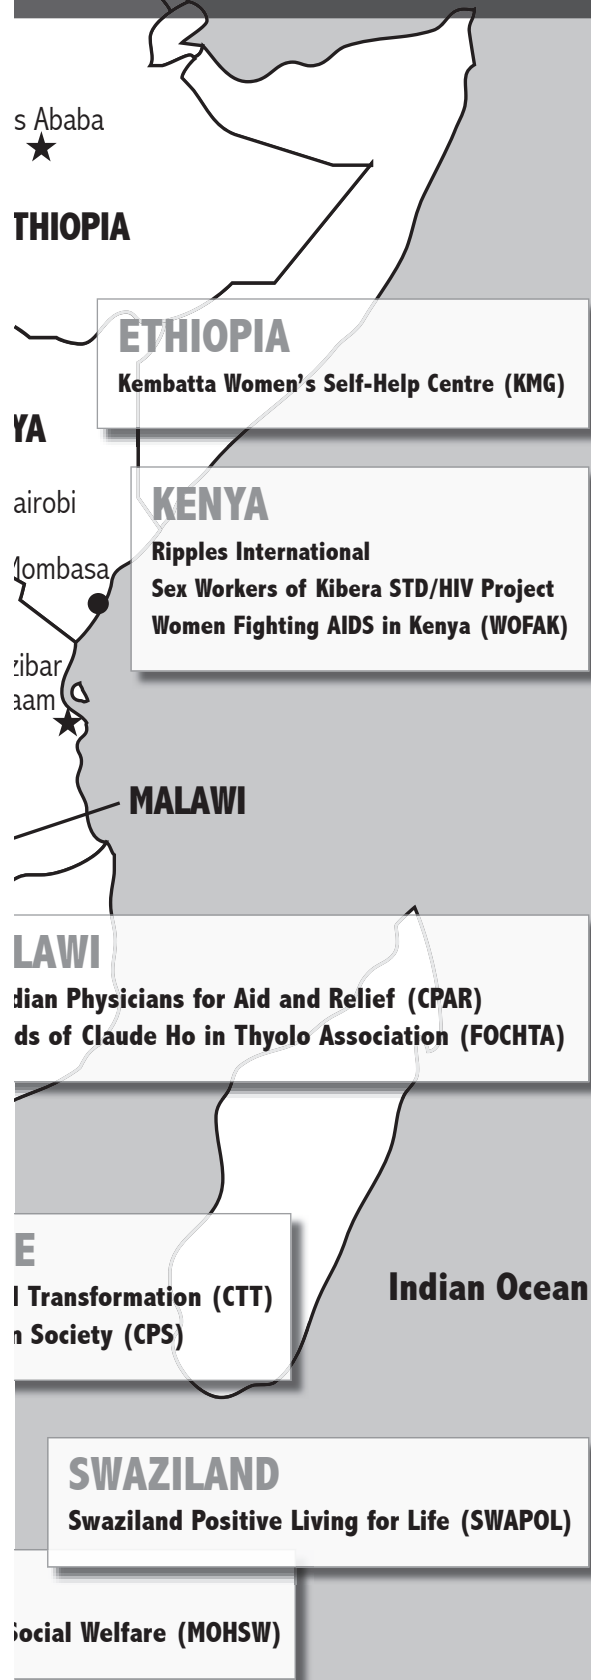 s Ababa
THIOPIA
ETHIOPIA
Kembatta Women's Self-Help Centre (KMG)
YA
KENYA
airobi
Ripples International
Mombasa
Sex Workers of Kibera STD/HIV Project
Women Fighting AIDS in Kenya (WOFAK)
zibar
aam
MALAWI
LAWI
dian Physicians for Aid and Relief (CPAR)
ds of Claude Ho in Thyolo Association (FOCHTA)
E
l Transformation (CTT)
Indian Ocean
n Society (CPS)
SWAZILAND
Swaziland Positive Living for Life (SWAPOL)
Social Welfare (MOHSW)